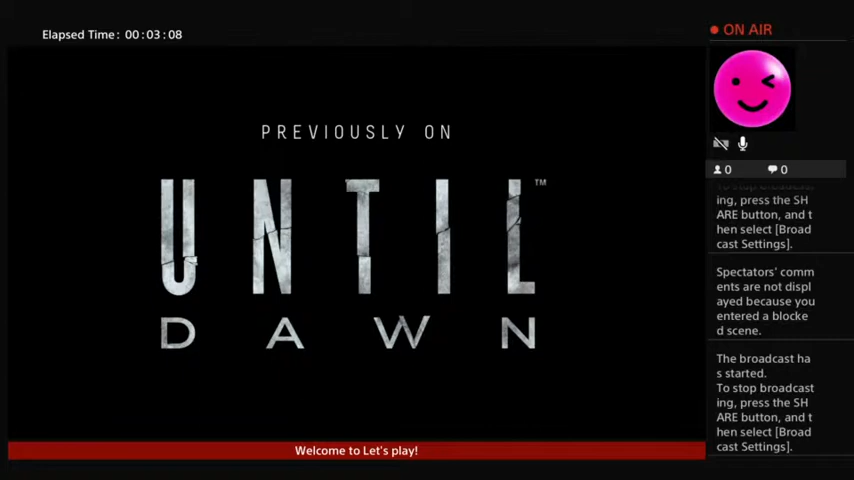 Elapsed Time: 00:03:08
ON AIR
PREVIOUSLY ON
UNTIL™
DAWN
0 0
ing, press the SH
ARE button, and t
hen select [Broad
cast Settings].
Spectators' comm
ents are not displ
ayed because you
entered a blocke
d scene.
The broadcast ha
s started.
To stop broadcast
ing, press the SH
ARE button, and t
hen select [Broad
cast Settings].
Welcome to Let's play!